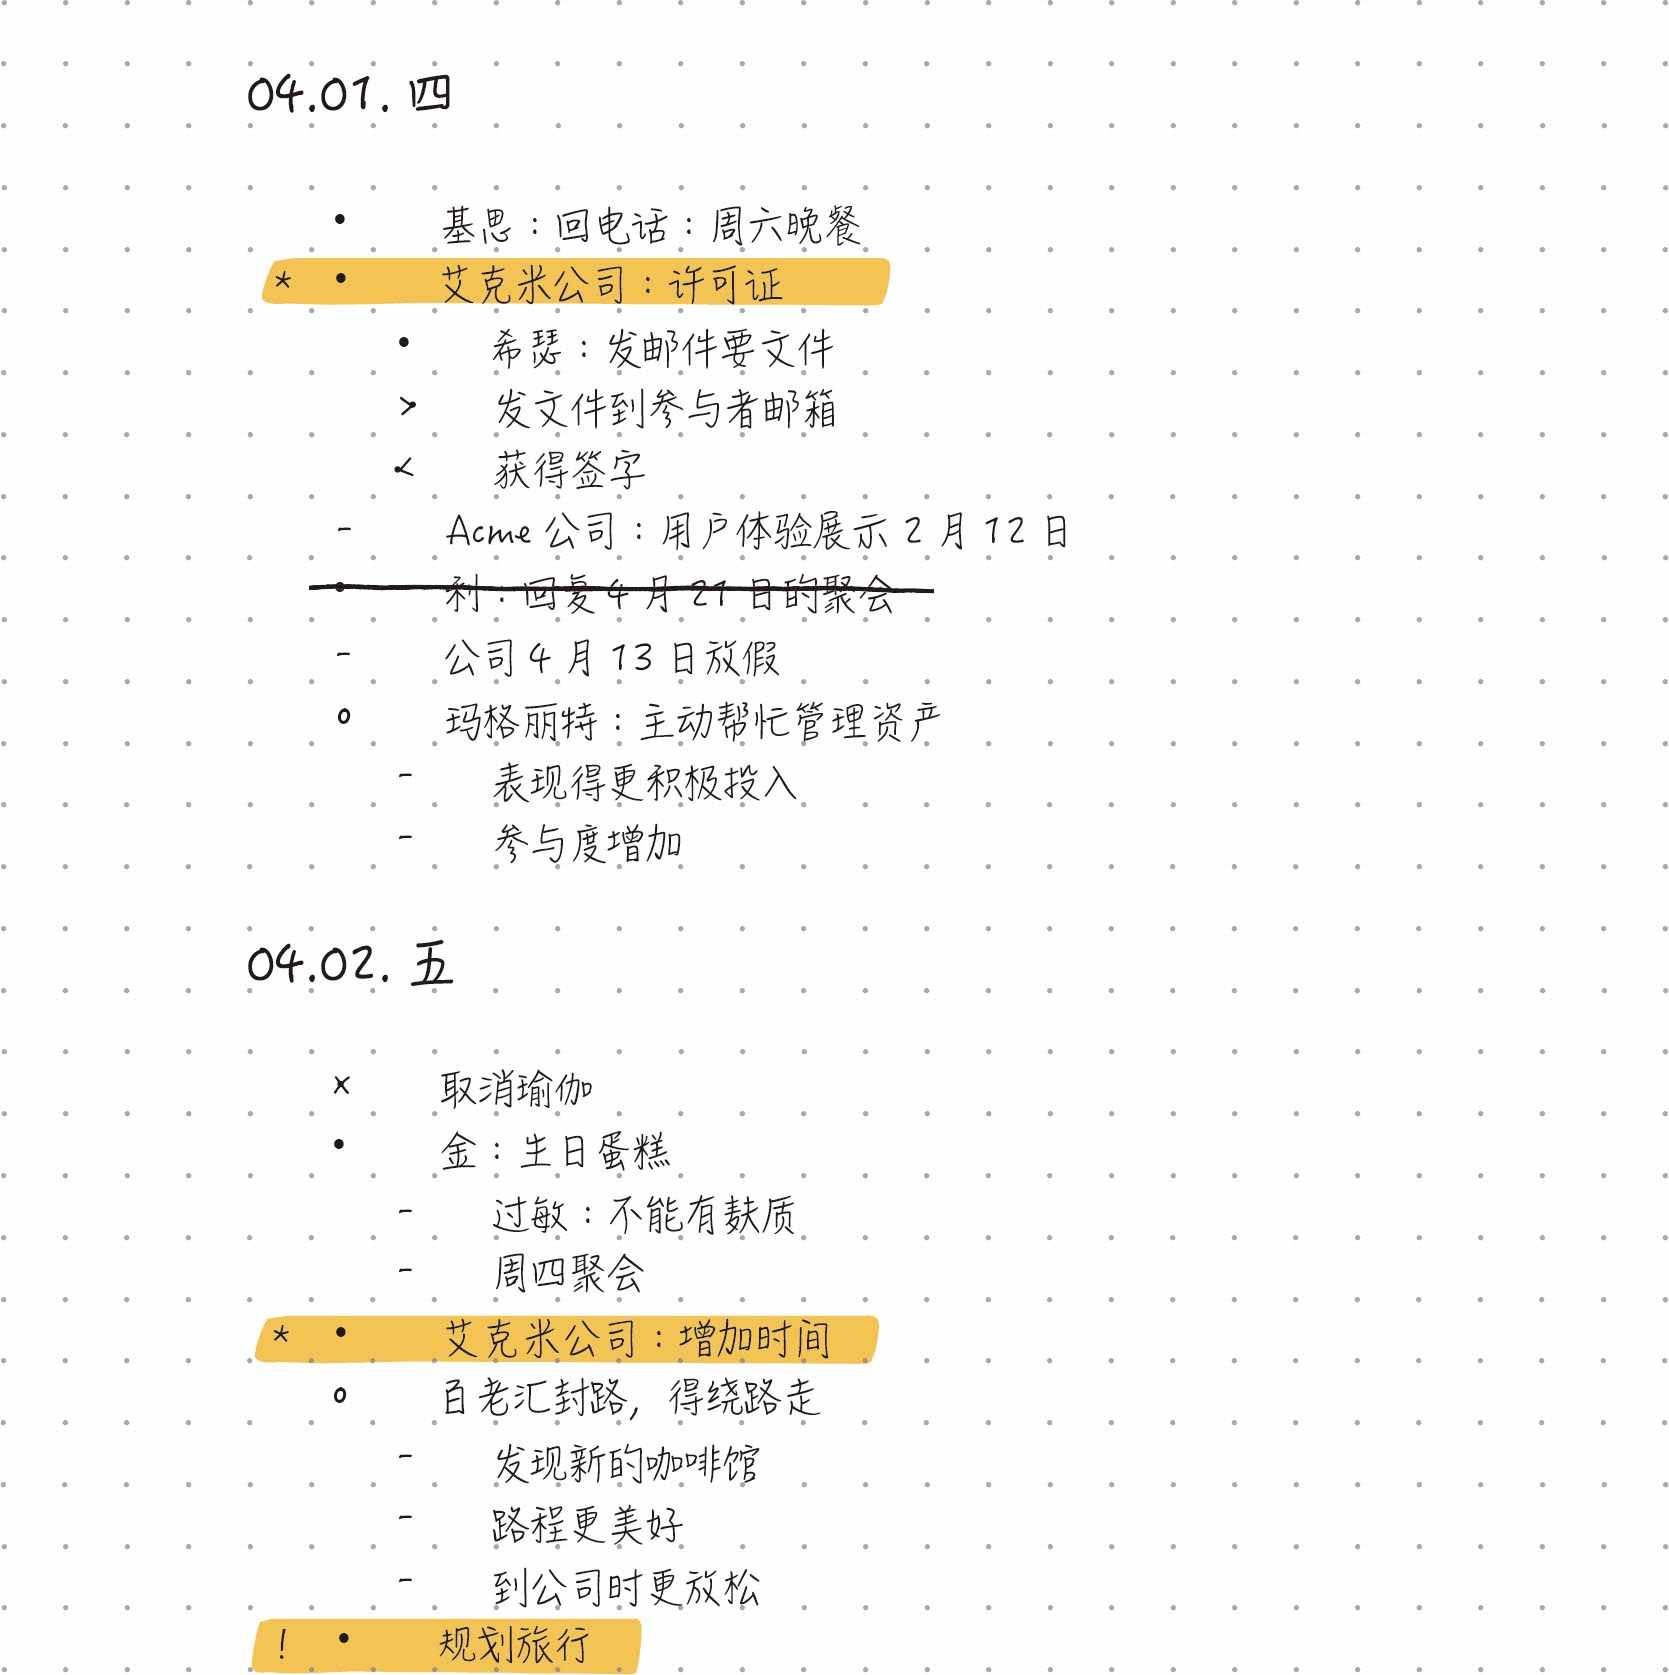 04.01. 四
• 基思：回电话：周六晚餐
* • 艾克米公司：许可证
• 希瑟：发邮件要文件
> 发文件到参与者邮箱
< 获得签字
- Acme 公司：用户体验展示 2 月 12 日
• 利：回复 4 月 21 日的聚会
- 公司 4 月 13 日放假
o 玛格丽特：主动帮忙管理资产
- 表现得更积极投入
- 参与度增加
04.02. 五
× 取消瑜伽
• 金：生日蛋糕
- 过敏：不能有麸质
- 周四聚会
* • 艾克米公司：增加时间
o 百老汇封路，得绕路走
- 发现新的咖啡馆
- 路程更美好
- 到公司时更放松
! • 规划旅行